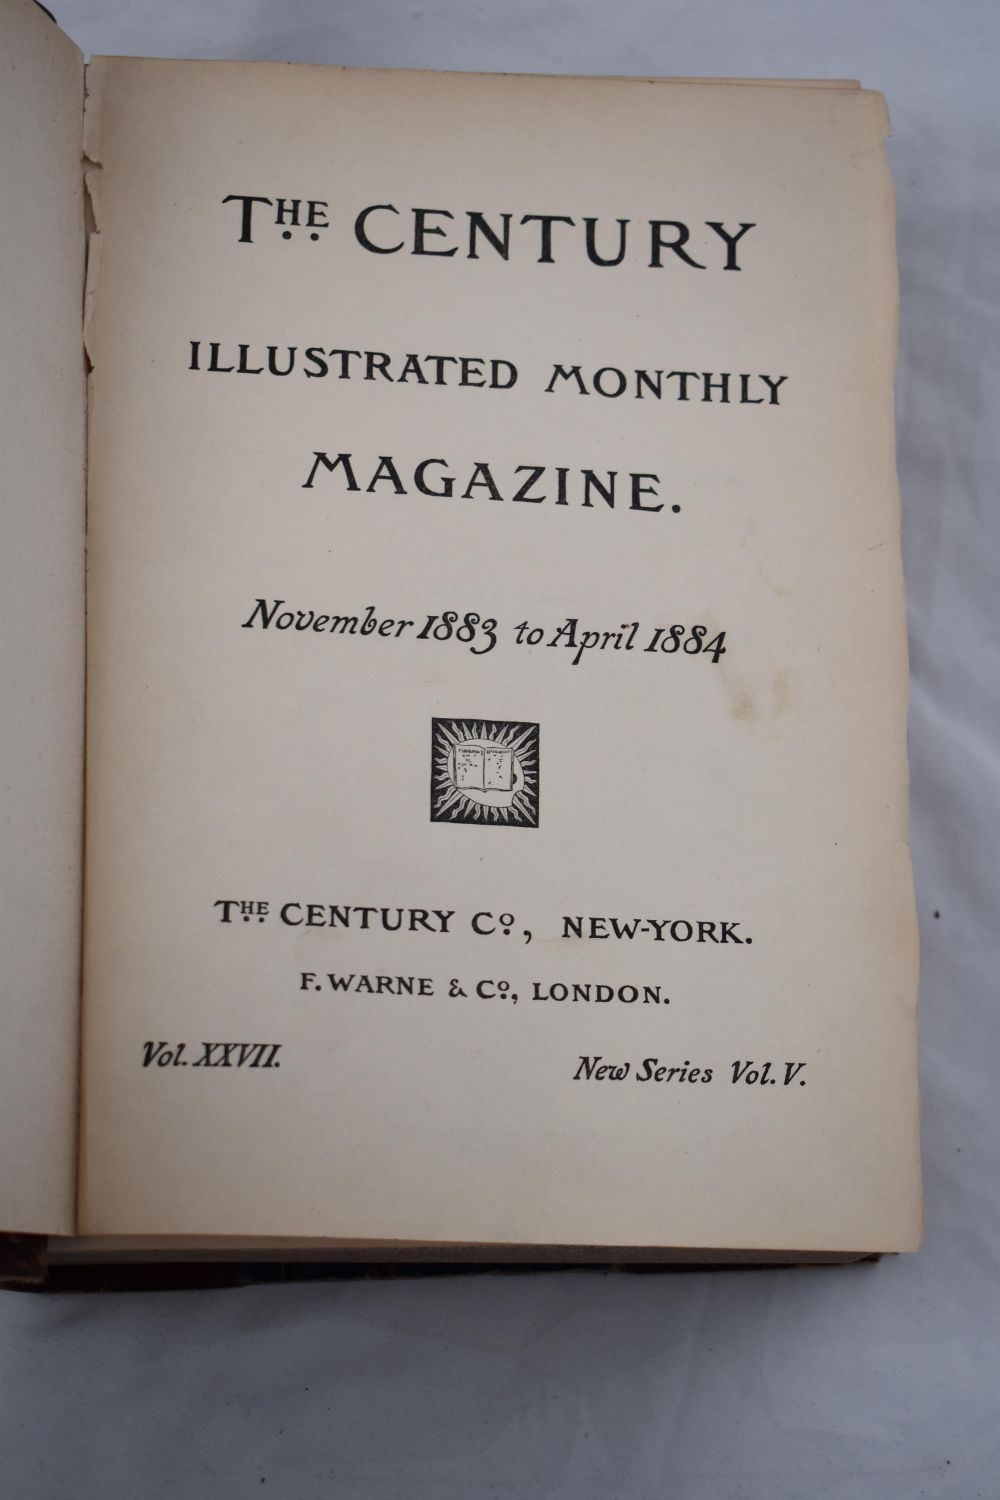 THE CENTURY
ILLUSTRATED MONTHLY
MAGAZINE.
November 1883 to April 1884
THE CENTURY Co, NEW-YORK.
F. WARNE & Co, LONDON.
Vol. XXVII.
New Series Vol. V.